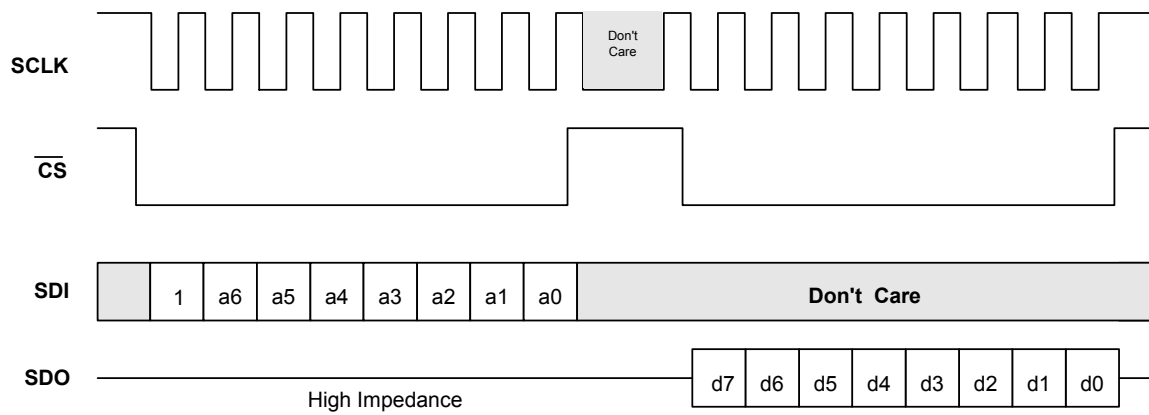 Don't
Care
SCLK
CS
SDI
1 a6 a5 a4 a3 a2 a1 a0
Don't Care
SDO
High Impedance
d7 d6 d5 d4 d3 d2 d1 d0